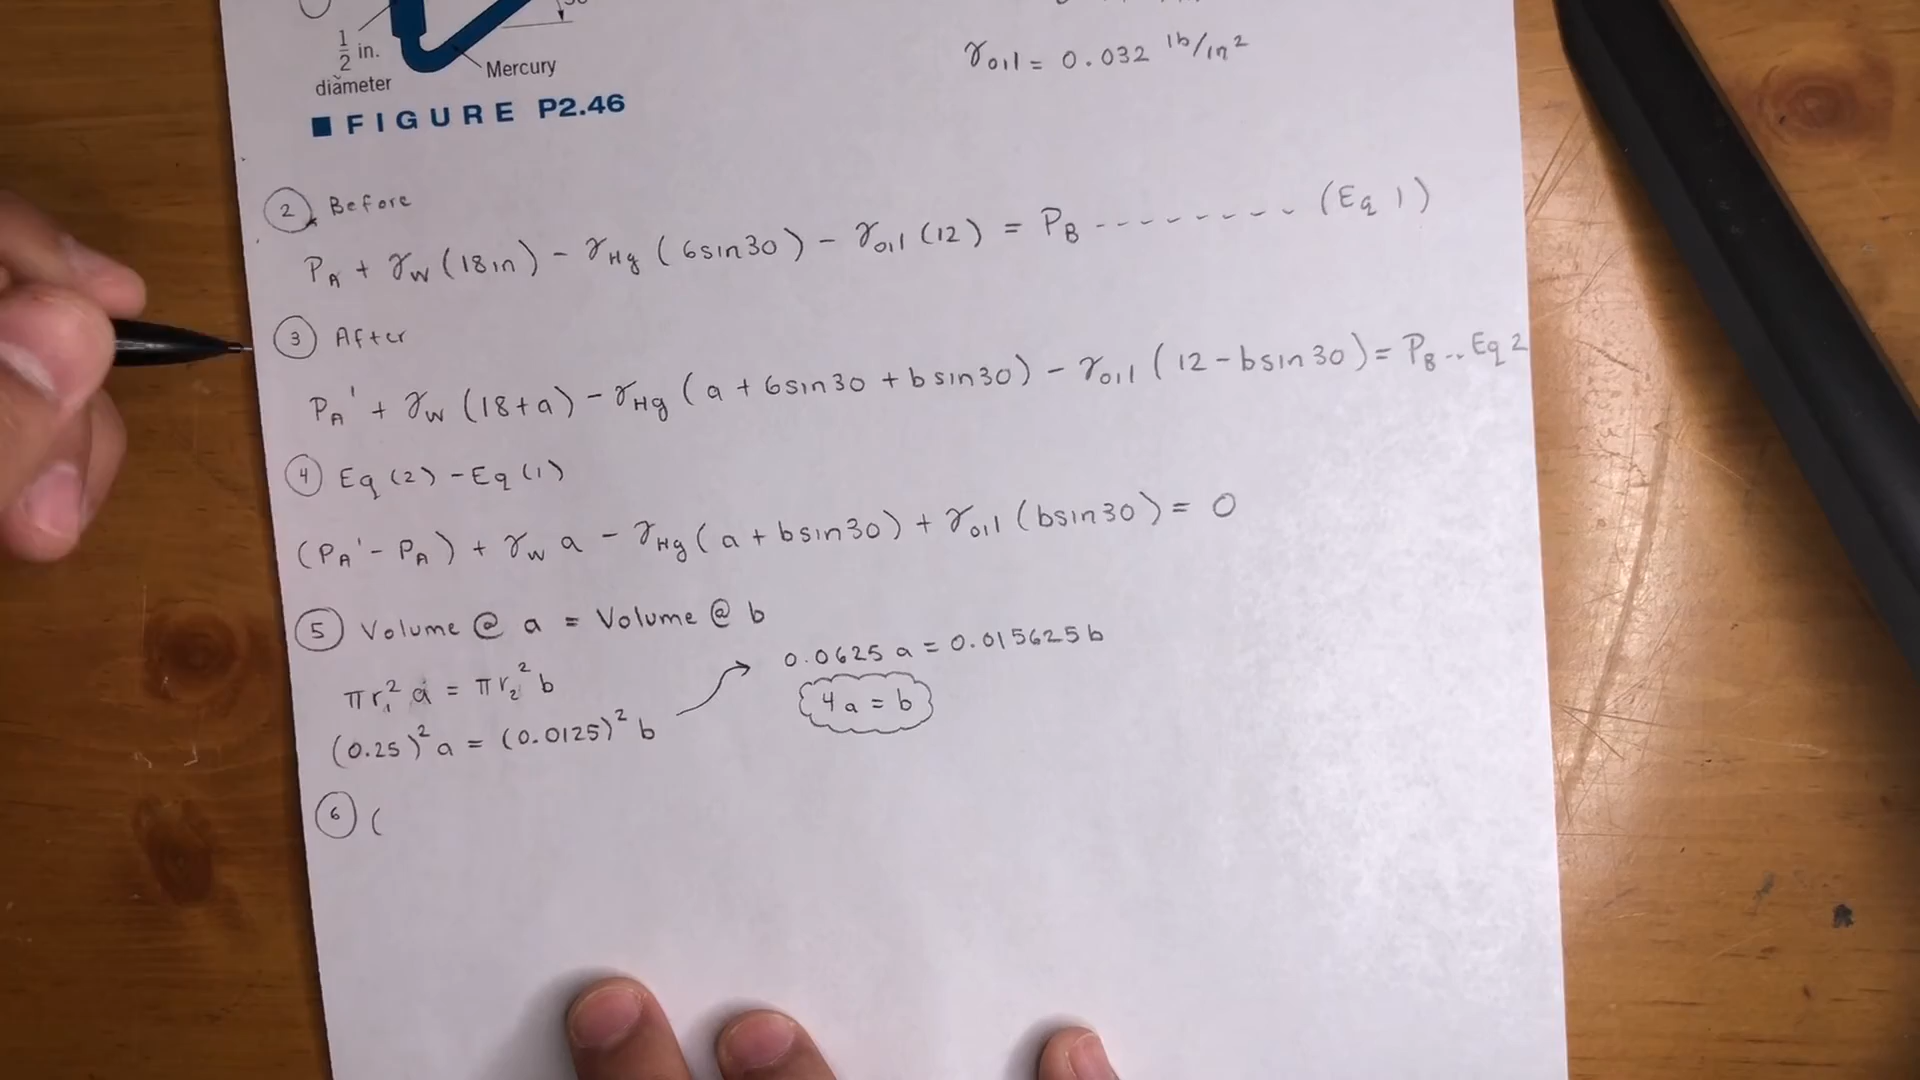 1/2 in.
diameter
Mercury
■ FIGURE P2.46
γoil = 0.032 lb/in²
② Before
PA + γw (18in) - γHg (6sin30) - γoil (12) = PB -------- (Eq 1)
③ After
PA' + γw (18+a) - γHg (a + 6sin30 + bsin30) - γoil (12 - bsin30) = PB .. Eq 2
④ Eq (2) - Eq (1)
(PA' - PA) + γw a - γHg (a + bsin30) + γoil (bsin30) = 0
⑤ Volume @ a = Volume @ b
πr₁² a = πr₂² b
(0.25)² a = (0.0125)² b
0.0625 a = 0.015625 b
4a = b
⑥ (